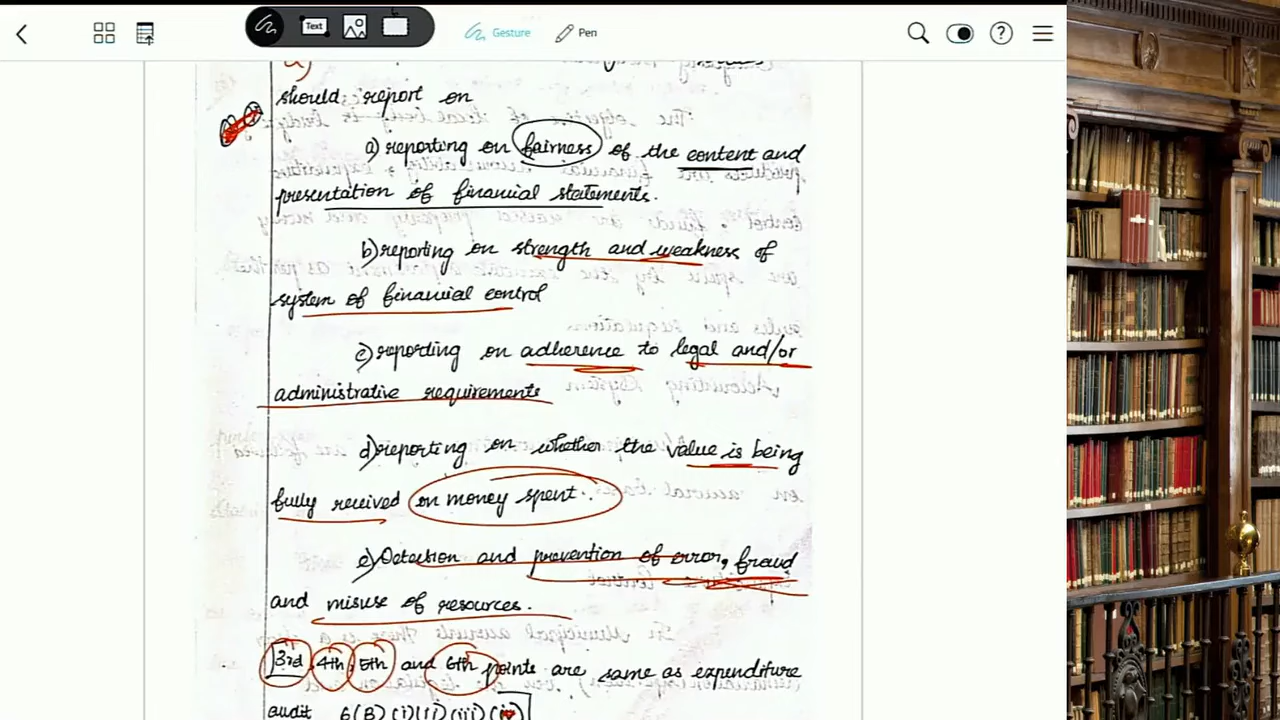 Text
Gesture
Pen
should report on
a) reporting on fairness of the content and
presentation of financial statements.
b) reporting on strength and weakness of
system of financial control
c) reporting on adherence to legal and/or
administrative requirements
d) reporting on whether the value is being
fully received on money spent.
e) Detection and prevention of error, fraud
and misuse of resources.
3rd 4th 5th and 6th points are same as expenditure
audit 6(B) (i) (ii) (iii)